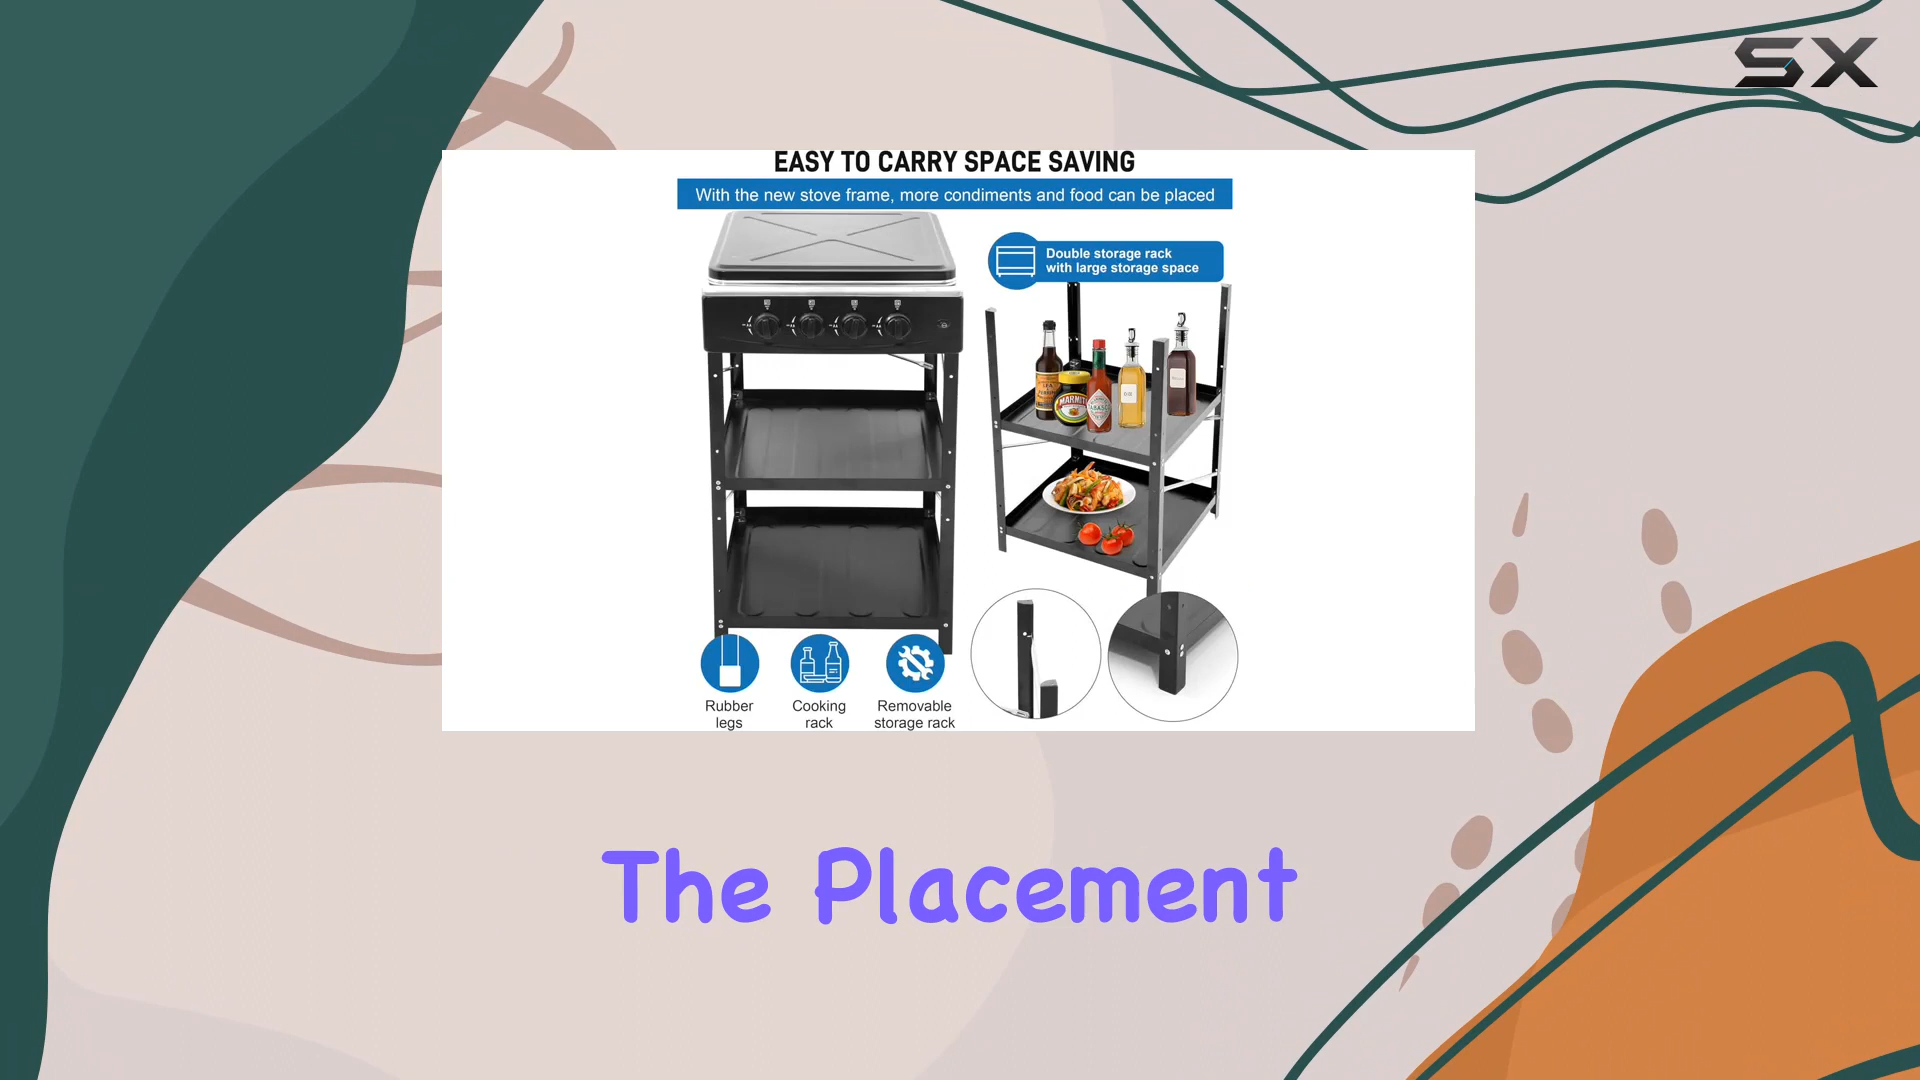 SX
EASY TO CARRY SPACE SAVING
With the new stove frame, more condiments and food can be placed
Double storage rack
with large storage space
MARMITE
Rubber
legs
Cooking
rack
Removable
storage rack
The Placement